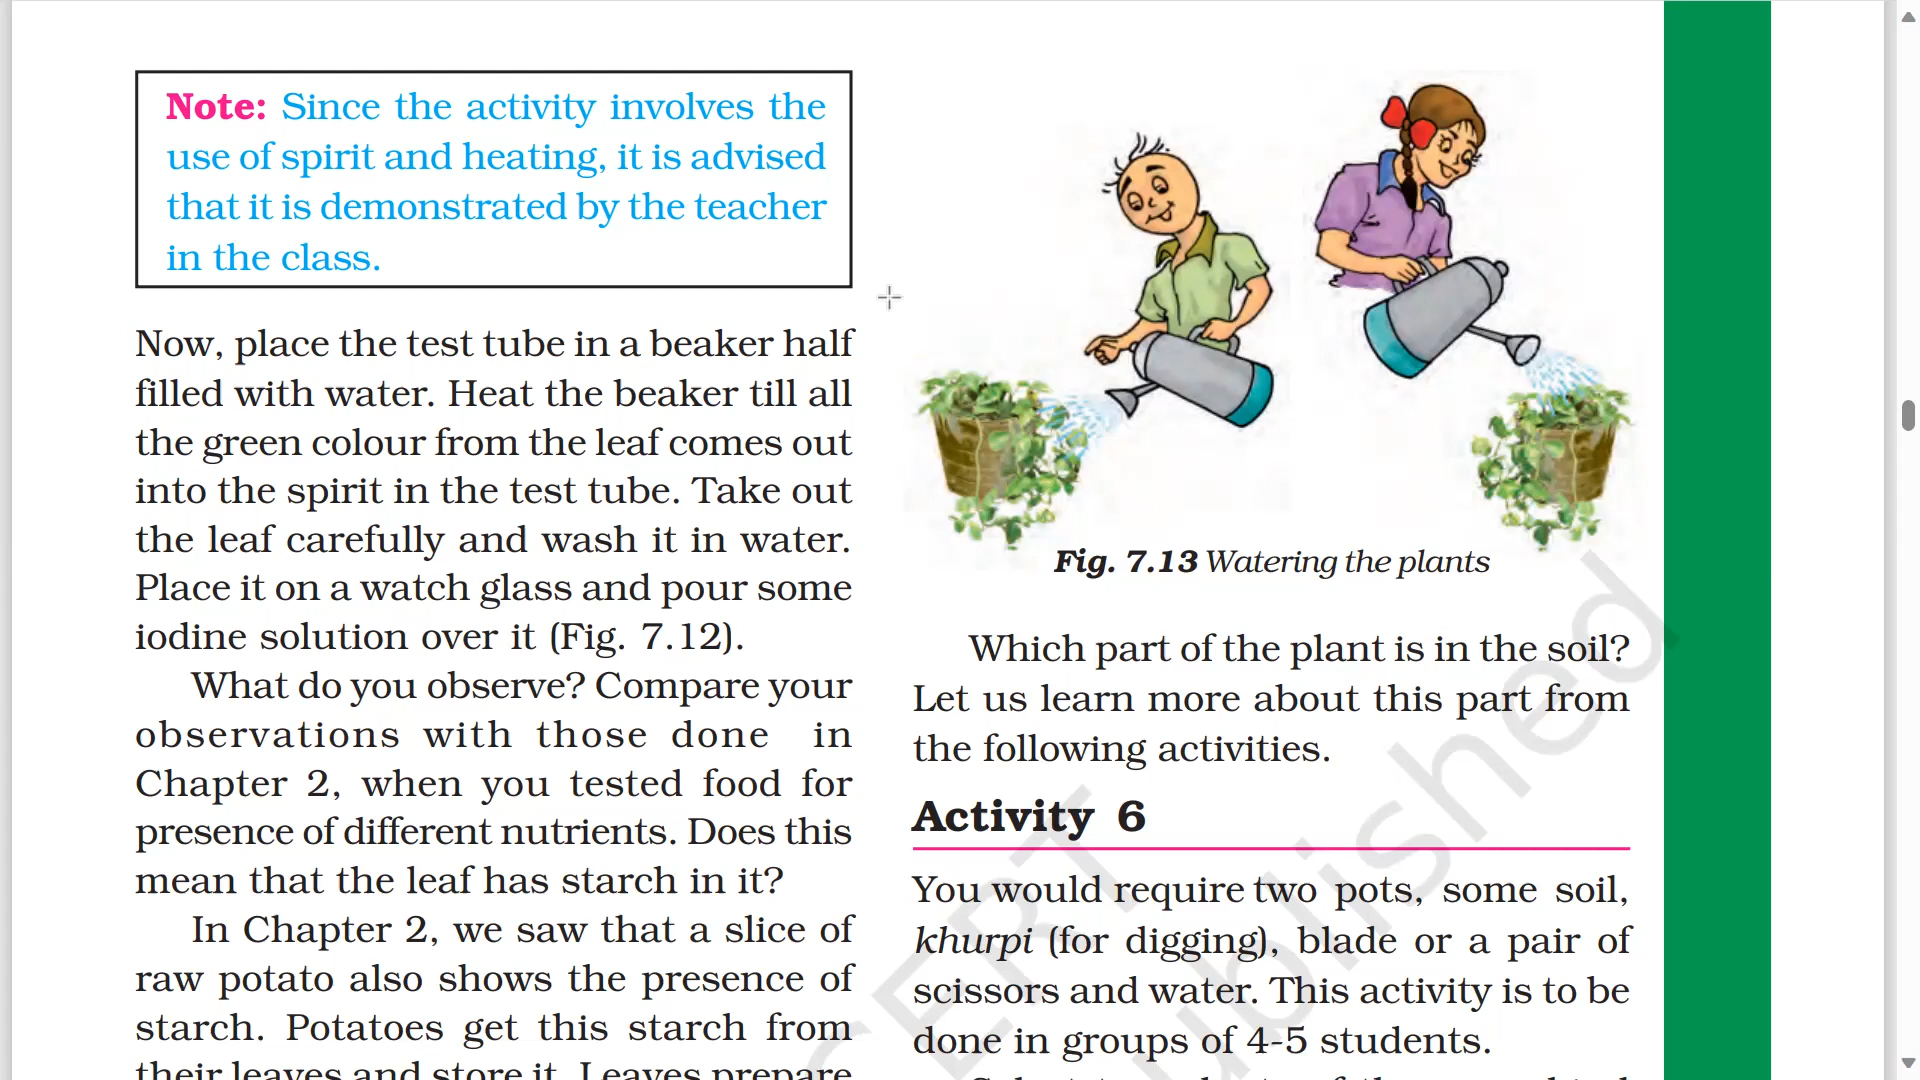 Note: Since the activity involves the
use of spirit and heating, it is advised
that it is demonstrated by the teacher
in the class.
Now, place the test tube in a beaker half
filled with water. Heat the beaker till all
the green colour from the leaf comes out
into the spirit in the test tube. Take out
the leaf carefully and wash it in water.
Place it on a watch glass and pour some
iodine solution over it (Fig. 7.12).
What do you observe? Compare your
observations with those done in
Chapter 2, when you tested food for
presence of different nutrients. Does this
mean that the leaf has starch in it?
In Chapter 2, we saw that a slice of
raw potato also shows the presence of
starch. Potatoes get this starch from
their leaves and store it. Leaves prepare
Fig. 7.13 Watering the plants
Which part of the plant is in the soil?
Let us learn more about this part from
the following activities.
Activity 6
You would require two pots, some soil,
khurpi (for digging), blade or a pair of
scissors and water. This activity is to be
done in groups of 4-5 students.